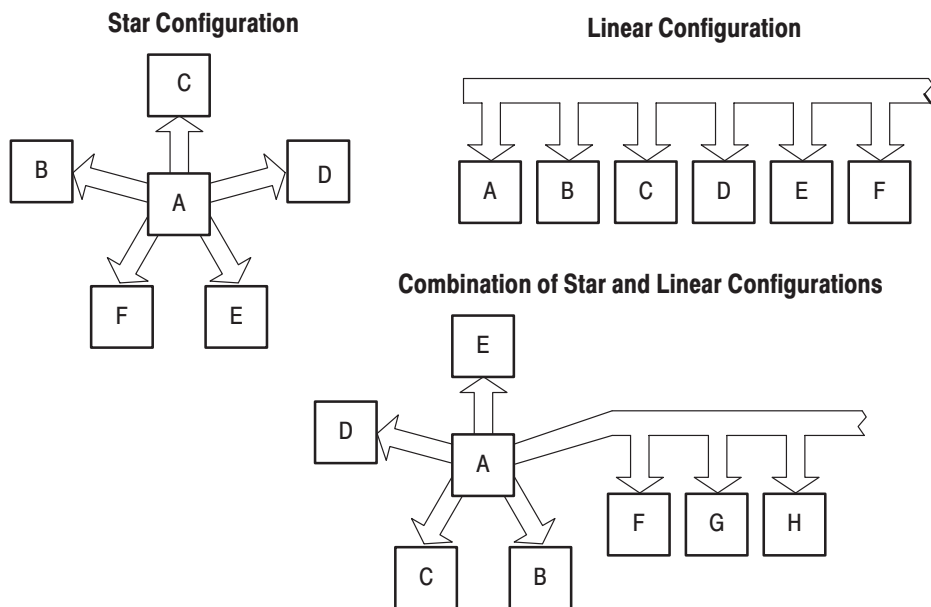 Star Configuration
C
B
D
A
F
E
Linear Configuration
A B C D E F
Combination of Star and Linear Configurations
E
D
A
F G H
C
B